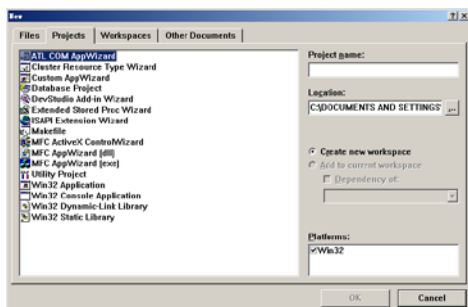 New
Files Projects Workspaces Other Documents
ATL COM AppWizard
Cluster Resource Type Wizard
Custom AppWizard
Database Project
DevStudio Add-in Wizard
Extended Stored Proc Wizard
ISAPI Extension Wizard
Makefile
MFC ActiveX ControlWizard
MFC AppWizard (dll)
MFC AppWizard (exe)
Utility Project
Win32 Application
Win32 Console Application
Win32 Dynamic-Link Library
Win32 Static Library
Project name:
Location:
C:\DOCUMENTS AND SETTINGS\
...
Create new workspace
Add to current workspace
Dependency of:
Platforms:
Win32
OK Cancel